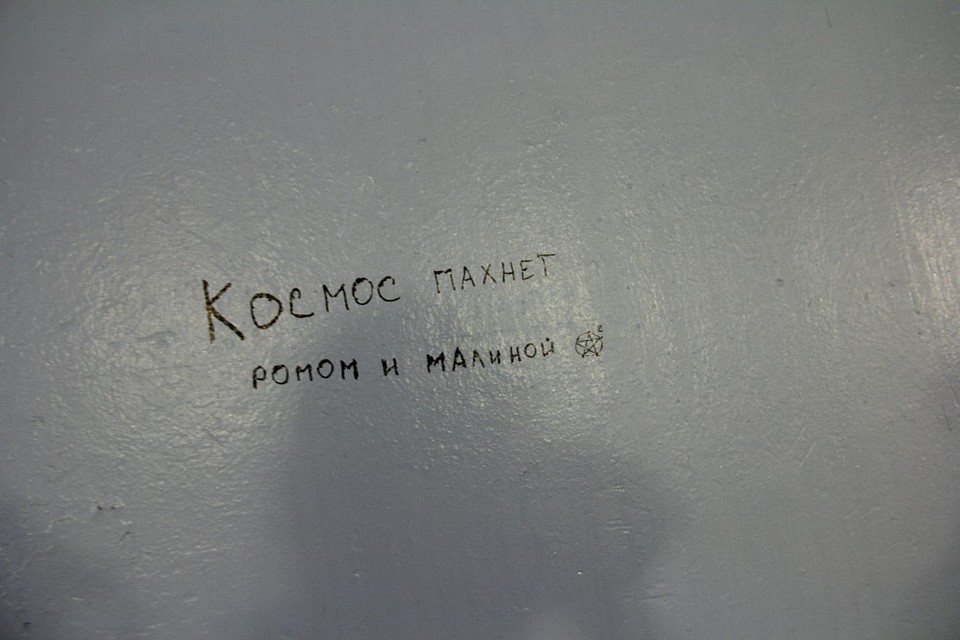 Космос пахнет
ромом и малиной